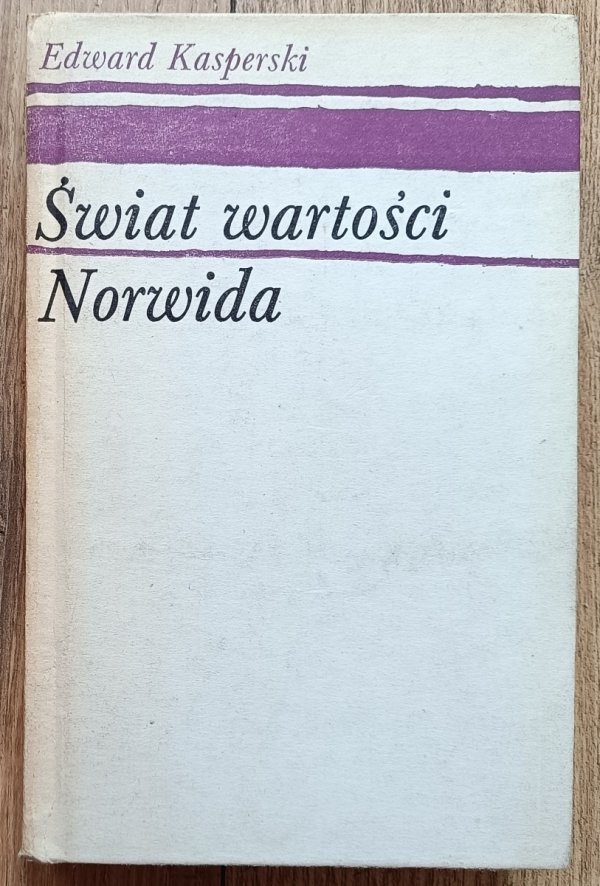 Edward Kasperski
Świat wartości
Norwida